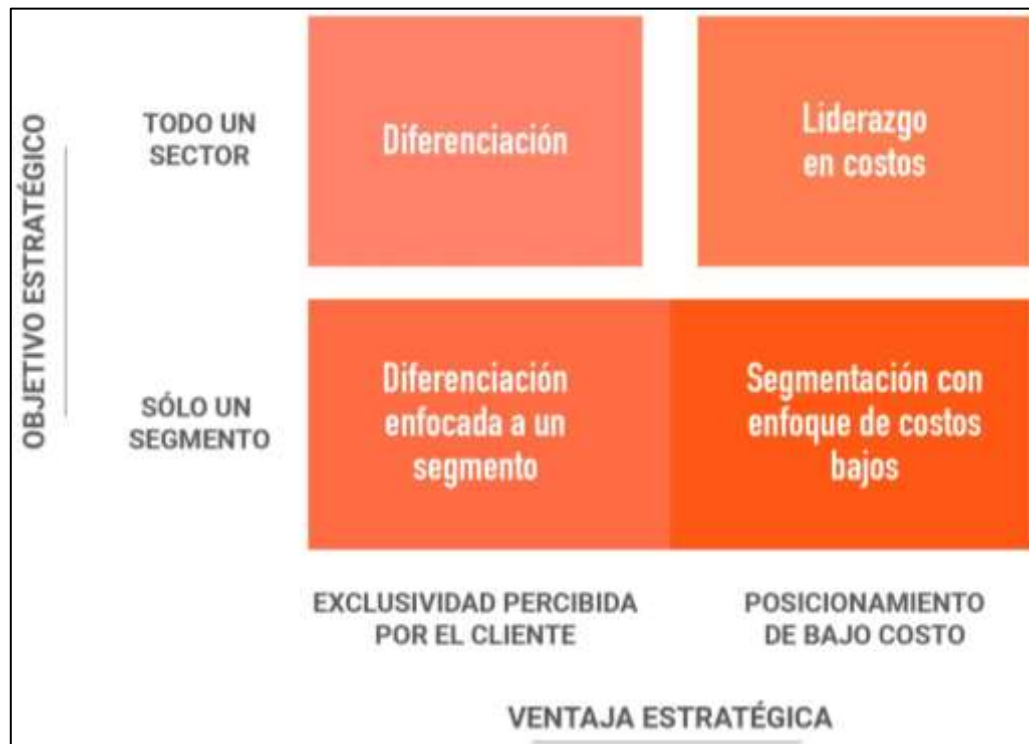 OBJETIVO ESTRATÉGICO
TODO UN
SECTOR
Diferenciación
Liderazgo
en costos
SÓLO UN
SEGMENTO
Diferenciación
enfocada a un
segmento
Segmentación con
enfoque de costos
bajos
EXCLUSIVIDAD PERCIBIDA
POR EL CLIENTE
POSICIONAMIENTO
DE BAJO COSTO
VENTAJA ESTRATÉGICA